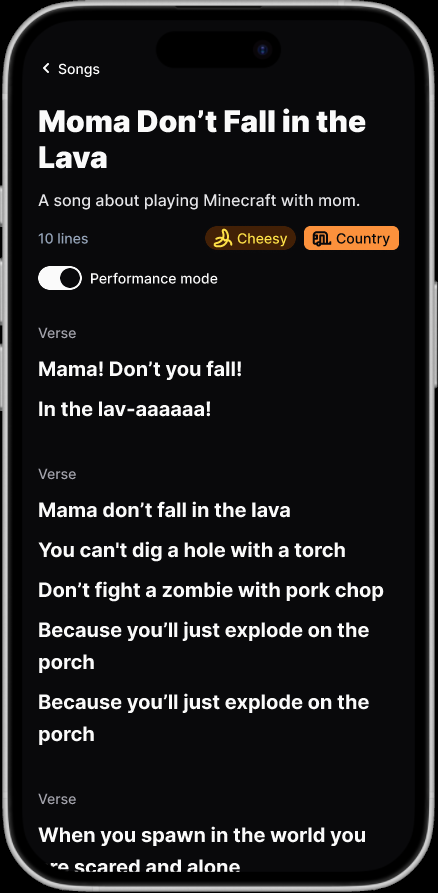 Songs
Moma Don’t Fall in the
Lava
A song about playing Minecraft with mom.
10 lines
Cheesy
Country
Performance mode
Verse
Mama! Don’t you fall!
In the lav-aaaaaa!
Verse
Mama don’t fall in the lava
You can't dig a hole with a torch
Don’t fight a zombie with pork chop
Because you’ll just explode on the
porch
Because you’ll just explode on the
porch
Verse
When you spawn in the world you
re scared and alone